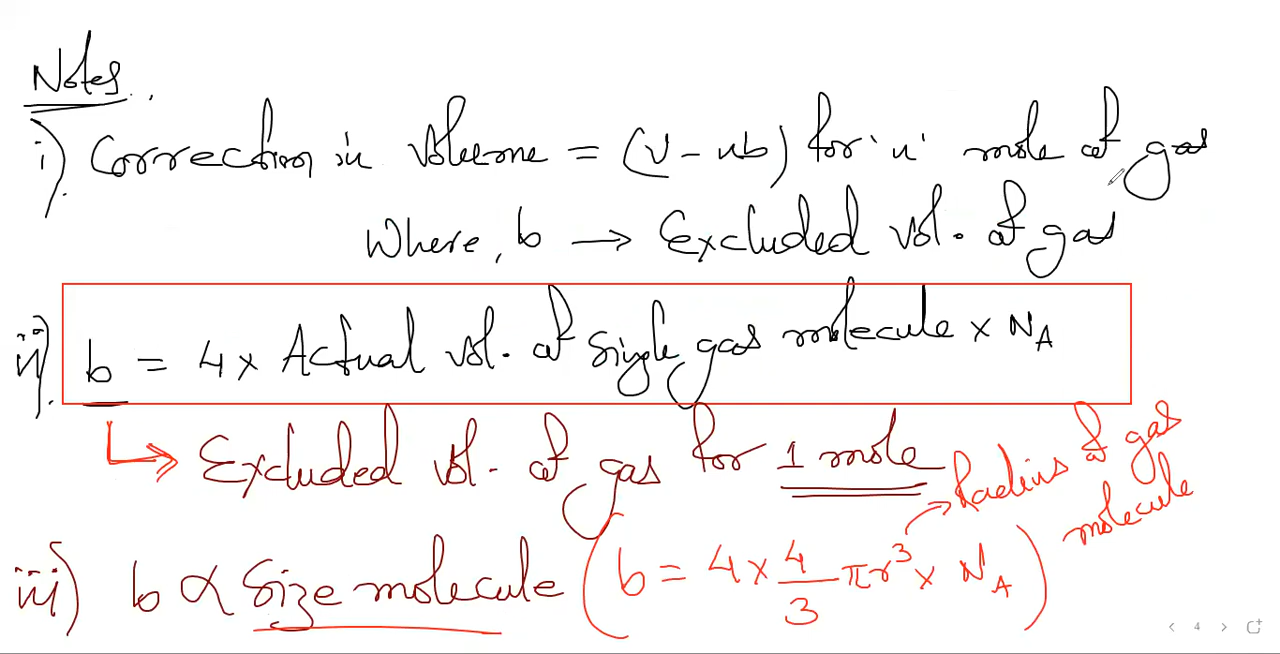 Notes
i) Correction in volume = (V - nb) for 'n' mole of gas
Where, b → Excluded vol. of gas
ii) b = 4 × Actual vol. of single gas molecule × N_A
↳ Excluded vol. of gas for 1 mole
→ Radius of gas molecule
iii) b ∝ Size molecule (b = 4 × 4/3 πr³ × N_A)
< 4 >